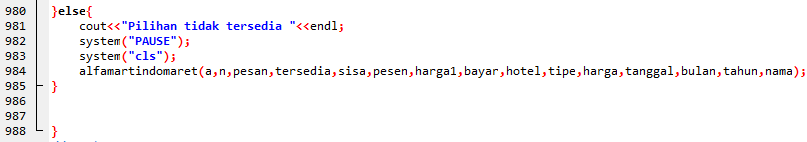 980 }else{
981 cout<<"Pilihan tidak tersedia "<<endl;
982 system("PAUSE");
983 system("cls");
984 alfamartindomaret(a,n,pesan,tersedia,sisa,pesen,harga1,bayar,hotel,tipe,harga,tanggal,bulan,tahun,nama);
985 }
986
987
988 }